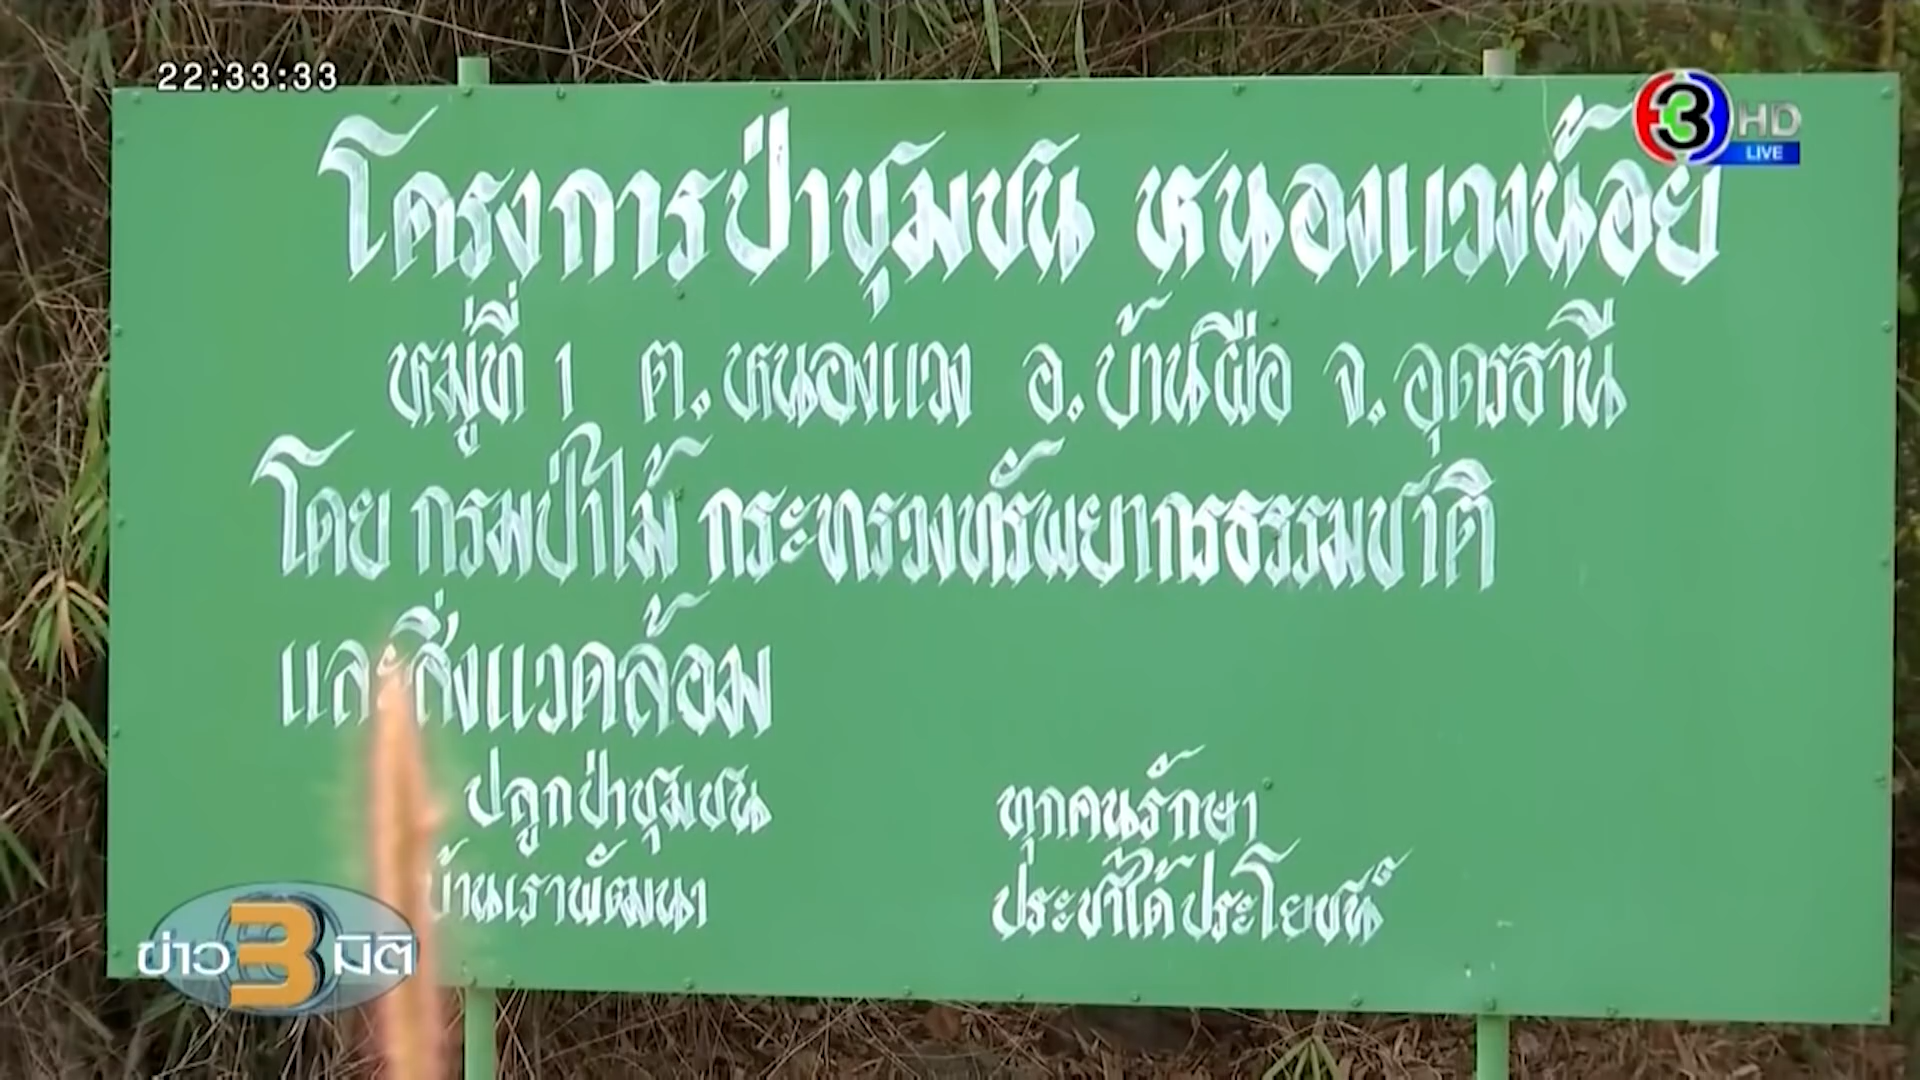 22:33:33
3 HD
LIVE
โครงการป่าชุมชน หนองแวงน้อย
หมู่ที่ 1 ต.หนองแวง อ.บ้านผือ จ.อุดรธานี
โดย กรมป่าไม้ กระทรวงทรัพยากรธรรมชาติ
และสิ่งแวดล้อม
ปลูกป่าชุมชน ทุกคนรักษา
บ้านเราพัฒนา ประชาได้ประโยชน์
ข่าว 3 มิติ